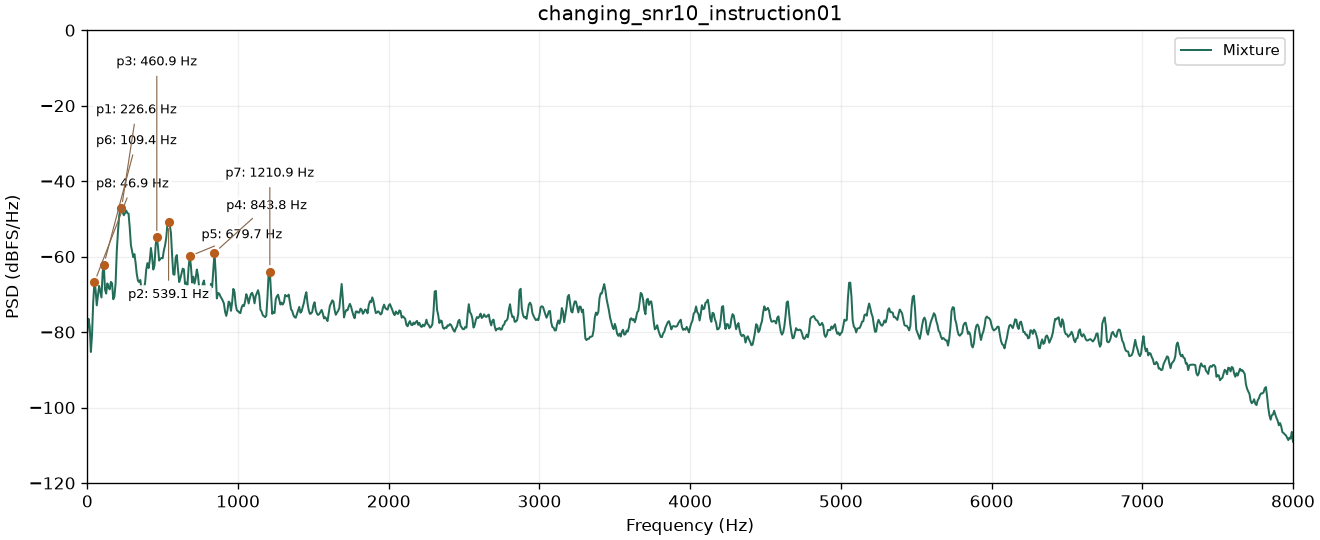 changing_snr10_instruction01
Mixture
p3: 460.9 Hz
p1: 226.6 Hz
p6: 109.4 Hz
p8: 46.9 Hz
p7: 1210.9 Hz
p4: 843.8 Hz
p5: 679.7 Hz
p2: 539.1 Hz
PSD (dBFS/Hz)
0
−20
−40
−60
−80
−100
−120
0 1000 2000 3000 4000 5000 6000 7000 8000
Frequency (Hz)